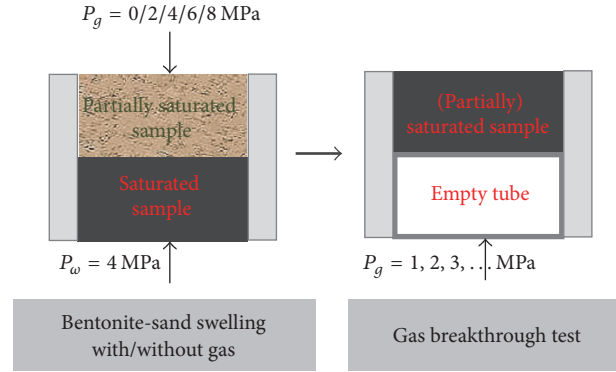 P_g = 0/2/4/6/8 MPa
Partially saturated
sample
Saturated
sample
P_ω = 4 MPa
Bentonite-sand swelling
with/without gas
(Partially)
saturated sample
Empty tube
P_g = 1, 2, 3, … MPa
Gas breakthrough test